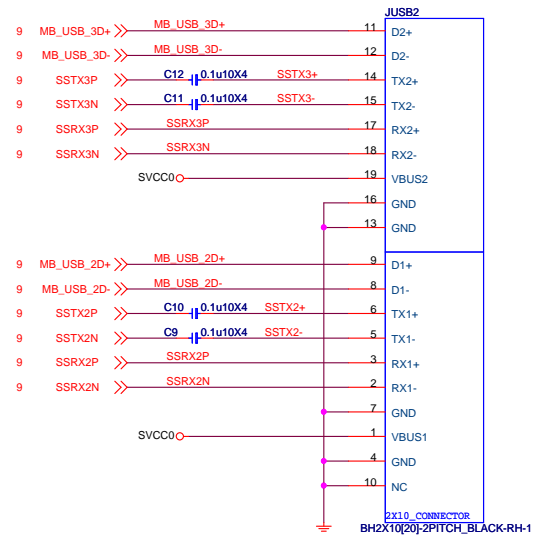 JUSB2
9 MB_USB_3D+ MB_USB_3D+ 11 D2+
9 MB_USB_3D- MB_USB_3D- 12 D2-
9 SSTX3P C12 0.1u10X4 SSTX3+ 14 TX2+
9 SSTX3N C11 0.1u10X4 SSTX3- 15 TX2-
9 SSRX3P SSRX3P 17 RX2+
9 SSRX3N SSRX3N 18 RX2-
SVCC0 19 VBUS2
16 GND
13 GND
9 MB_USB_2D+ MB_USB_2D+ 9 D1+
9 MB_USB_2D- MB_USB_2D- 8 D1-
9 SSTX2P C10 0.1u10X4 SSTX2+ 6 TX1+
9 SSTX2N C9 0.1u10X4 SSTX2- 5 TX1-
9 SSRX2P SSRX2P 3 RX1+
9 SSRX2N SSRX2N 2 RX1-
7 GND
SVCC0 1 VBUS1
4 GND
10 NC
2X10_CONNECTOR
BH2X10[20]-2PITCH_BLACK-RH-1